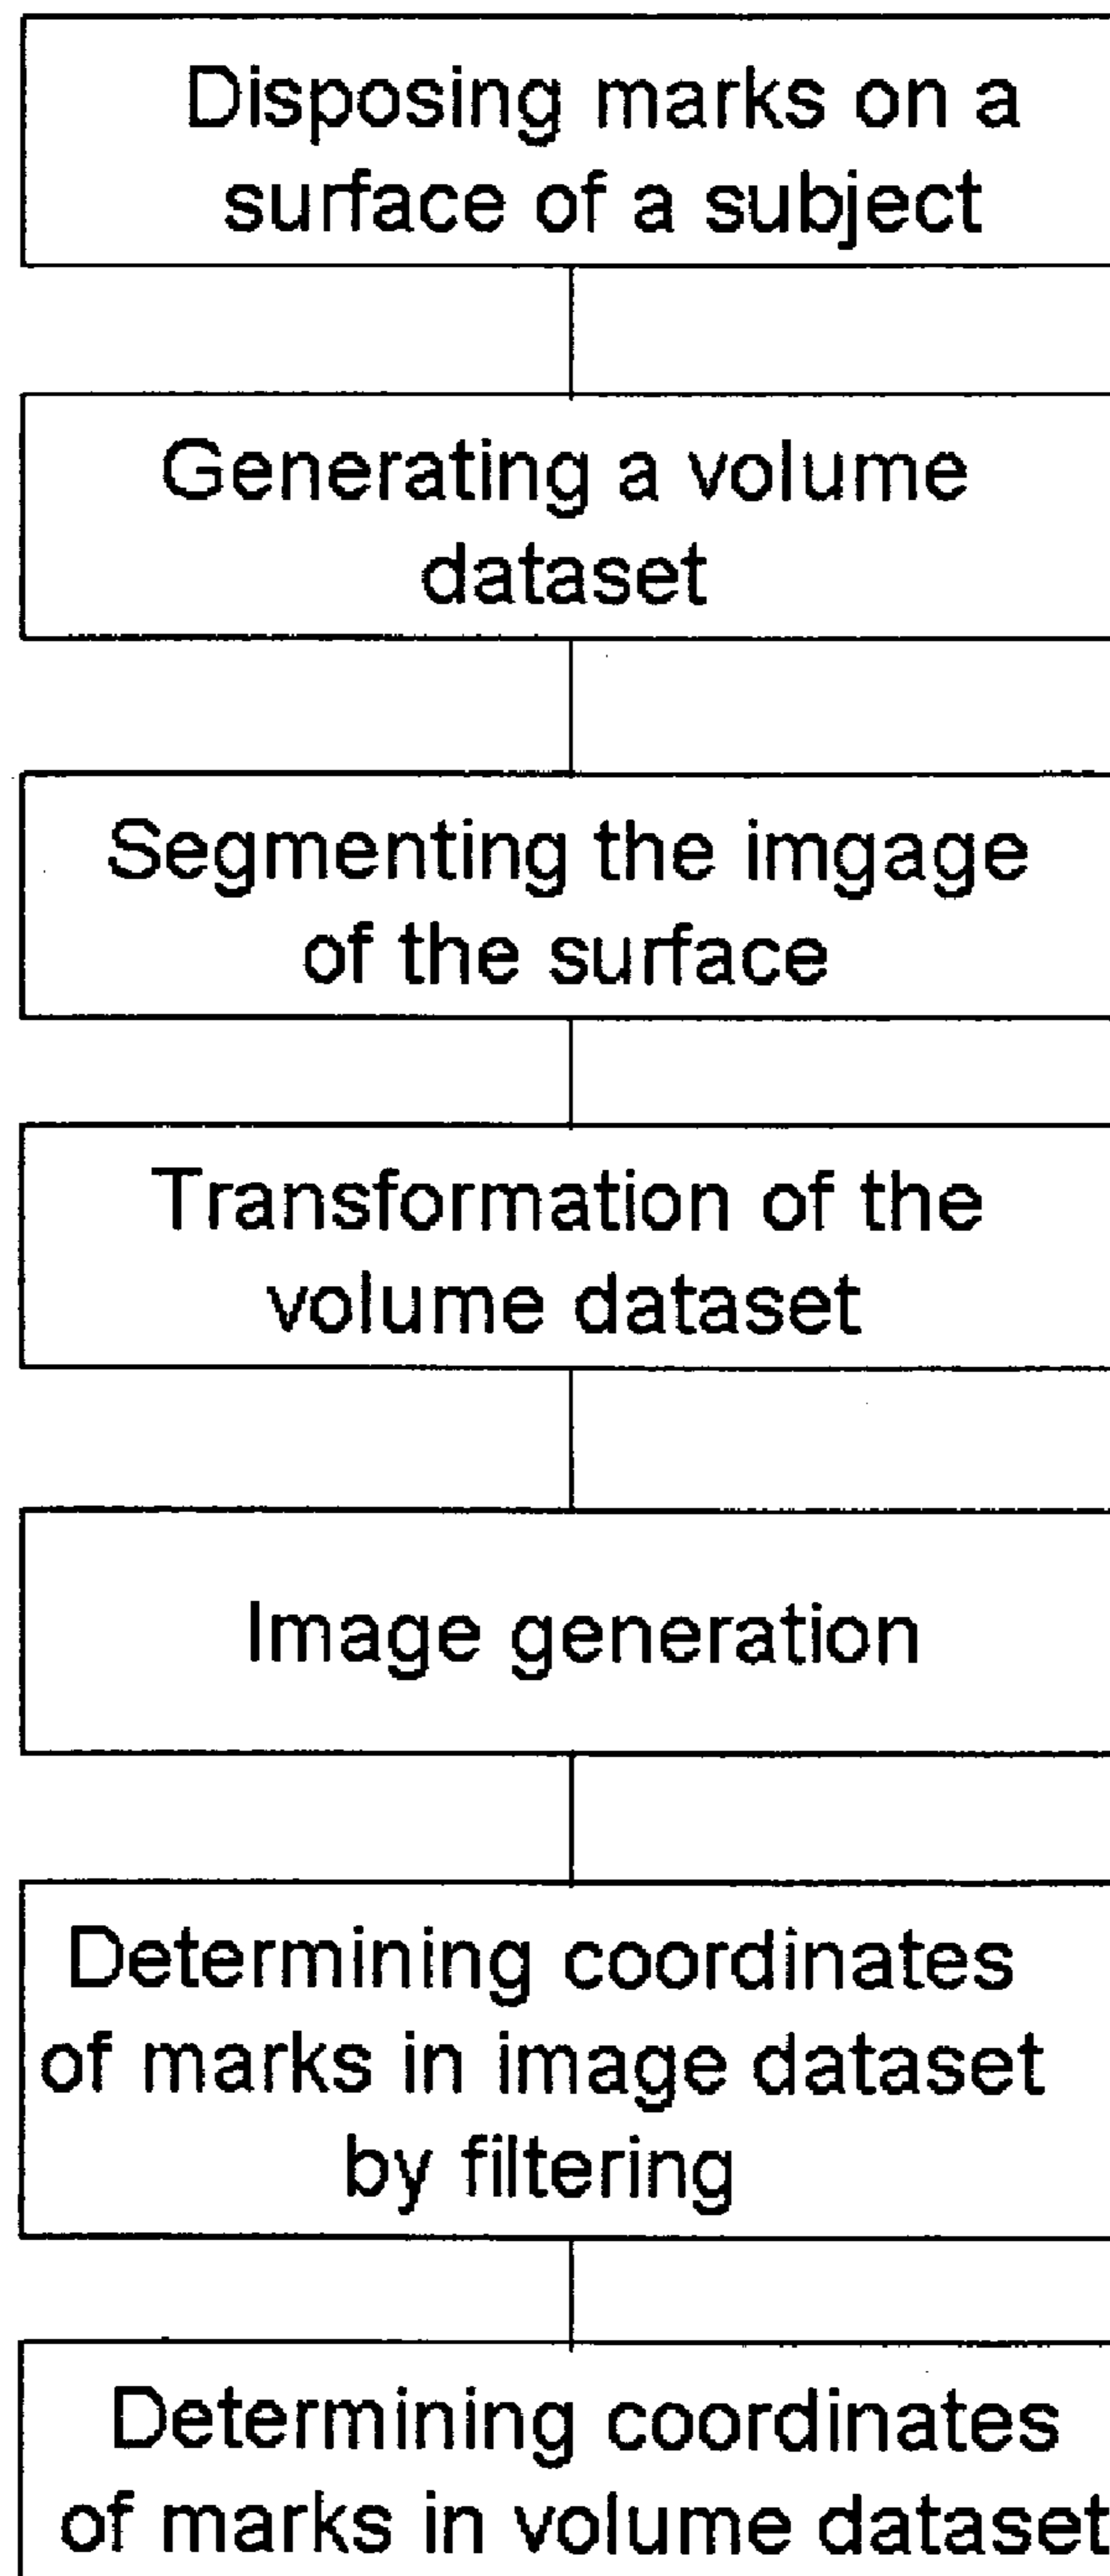 Disposing marks on a
surface of a subject
Generating a volume
dataset
Segmenting the imgage
of the surface
Transformation of the
volume dataset
Image generation
Determining coordinates
of marks in image dataset
by filtering
Determining coordinates
of marks in volume dataset